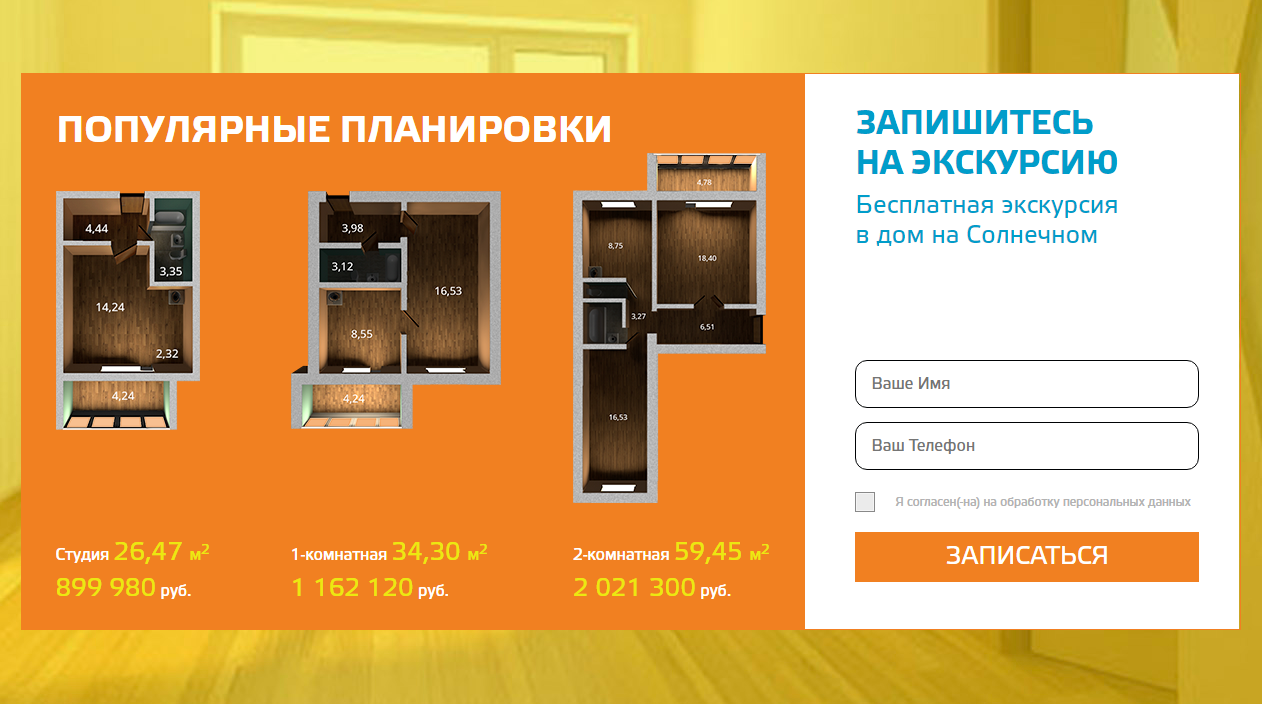 ПОПУЛЯРНЫЕ ПЛАНИРОВКИ
4,44
3,35
14,24
2,32
4,24
3,98
3,12
16,53
8,55
4,24
4,78
8,75
18,40
3,27
6,51
16,53
Студия 26,47 м²
899 980 руб.
1-комнатная 34,30 м²
1 162 120 руб.
2-комнатная 59,45 м²
2 021 300 руб.
ЗАПИШИТЕСЬ
НА ЭКСКУРСИЮ
Бесплатная экскурсия
в дом на Солнечном
Ваше Имя
Ваш Телефон
Я согласен(-на) на обработку персональных данных
ЗАПИСАТЬСЯ